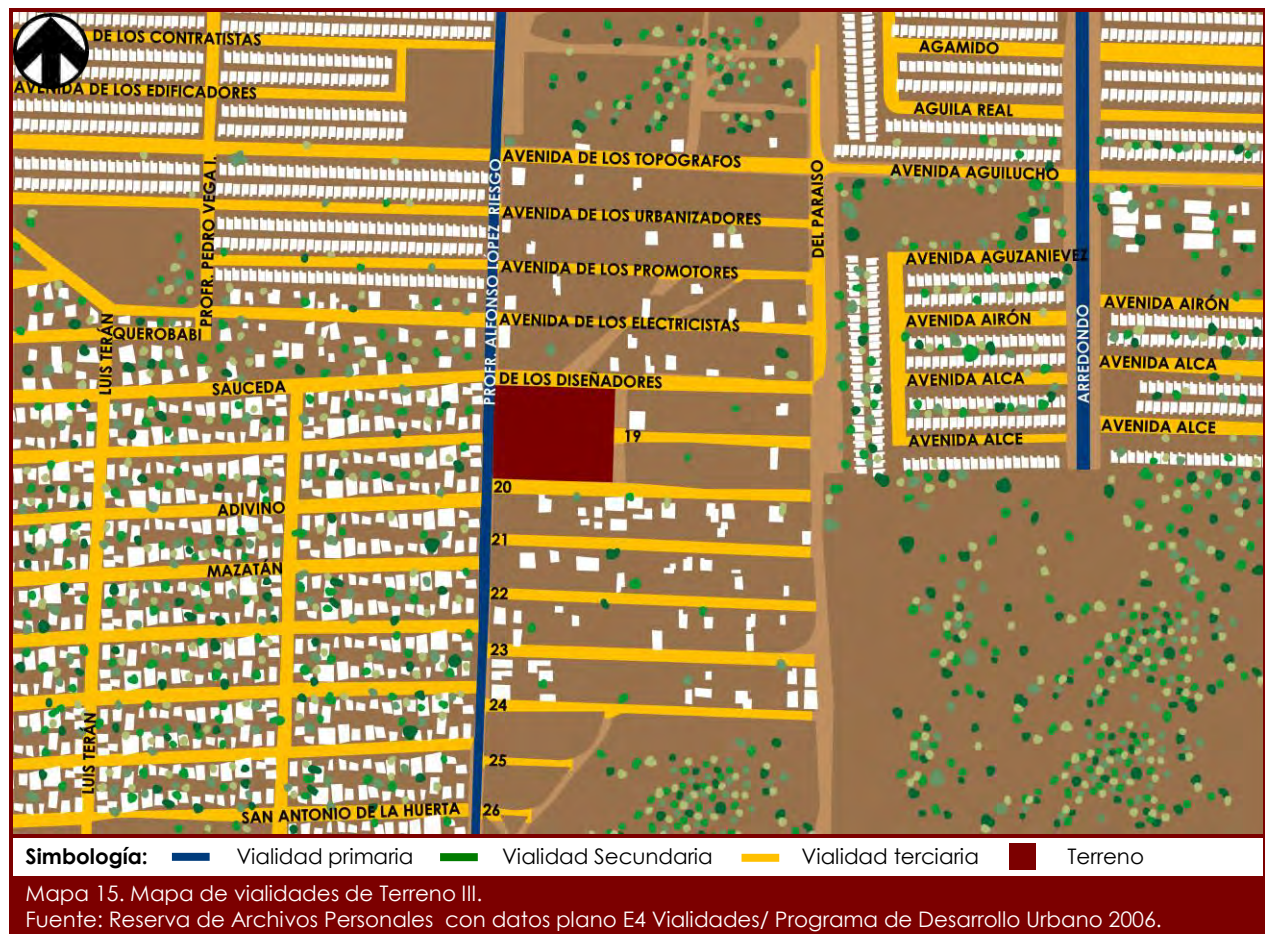 DE LOS CONTRATISTAS
AGAMIDO
AVENIDA DE LOS EDIFICADORES
AGUILA REAL
AVENIDA DE LOS TOPOGRAFOS
AVENIDA AGUILUCHO
PROFR. PEDRO VEGA I.
PROFR. ALFONSO LÓPEZ RIESGO
DEL PARAISO
AVENIDA DE LOS URBANIZADORES
AVENIDA AGUZANIEVEZ
AVENIDA DE LOS PROMOTORES
AVENIDA AIRÓN
AVENIDA AIRÓN
ARREDONDO
LUIS TERÁN
QUEROBABI
AVENIDA DE LOS ELECTRICISTAS
AVENIDA ALCA
AVENIDA ALCA
SAUCEDA
DE LOS DISEÑADORES
AVENIDA ALCE
AVENIDA ALCE
19
20
ADIVINO
21
MAZATÁN
22
23
24
LUIS TERÁN
25
SAN ANTONIO DE LA HUERTA
26
Simbología: Vialidad primaria Vialidad Secundaria Vialidad terciaria Terreno
Mapa 15. Mapa de vialidades de Terreno III.
Fuente: Reserva de Archivos Personales con datos plano E4 Vialidades/ Programa de Desarrollo Urbano 2006.